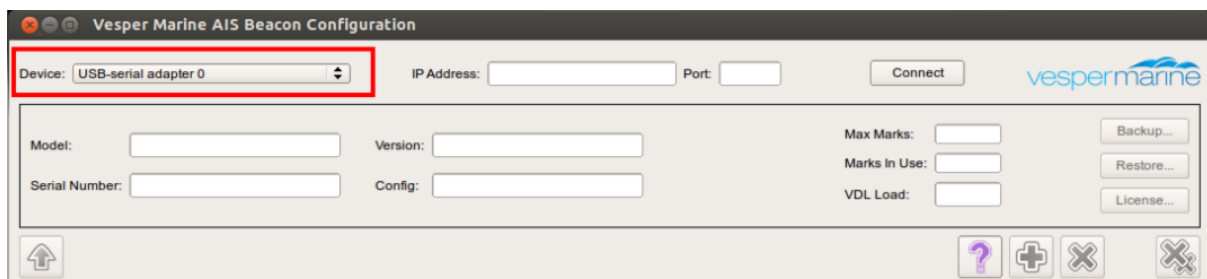 Vesper Marine AIS Beacon Configuration
Device: USB-serial adapter 0 IP Address: Port: Connect vespermarine
Model: Version: Max Marks: Backup...
Marks In Use: Restore...
Serial Number: Config: VDL Load: License...
?